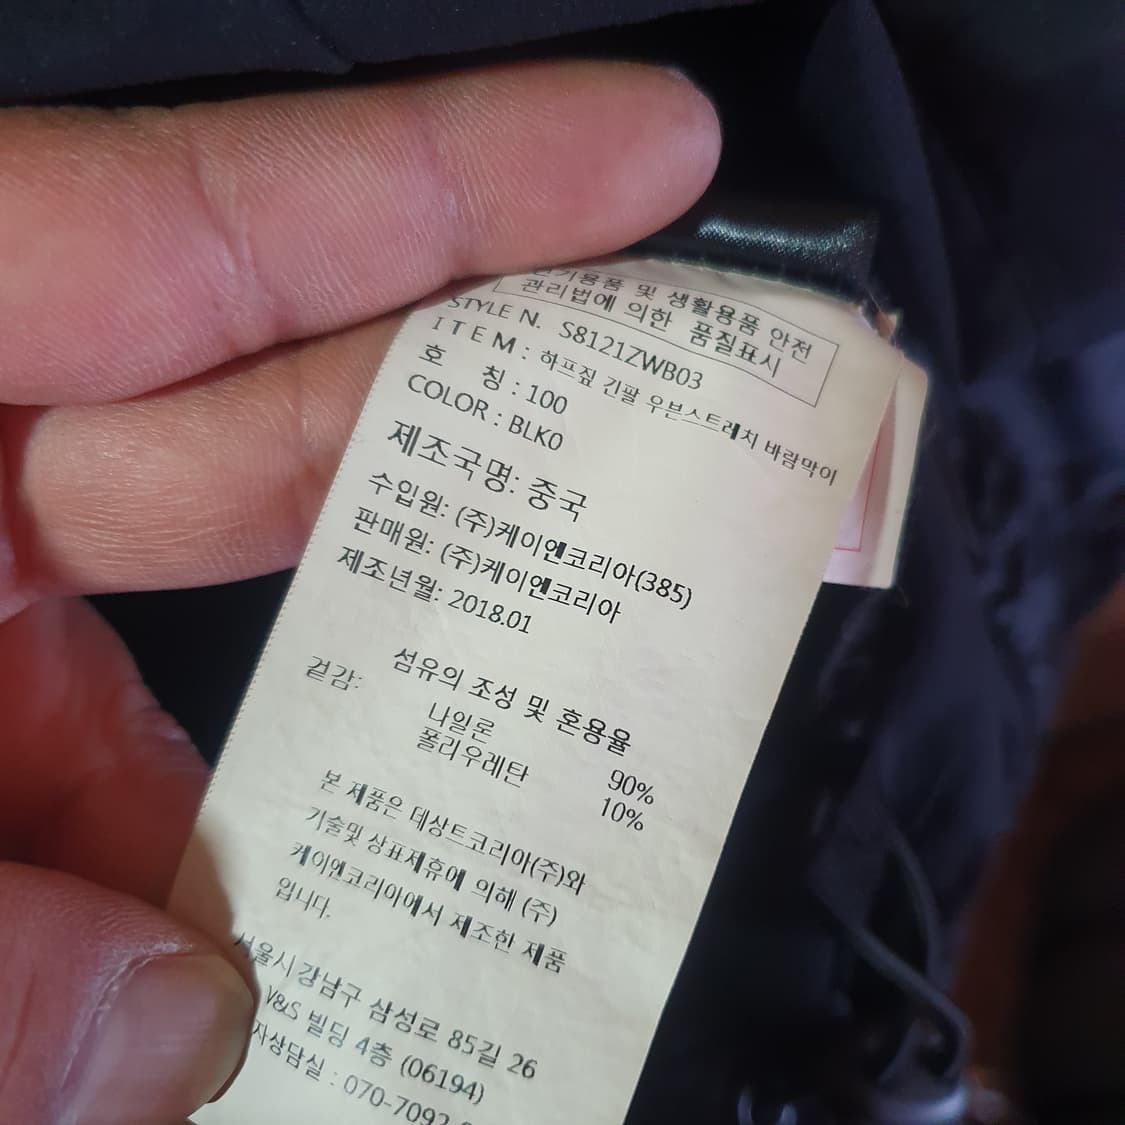 전기용품 및 생활용품 안전
관리법에 의한 품질표시
STYLE N. S8121ZWB03
ITEM : 하프짚 긴팔 우븐스트레치 바람막이
호 칭 : 100
COLOR : BLK0
제조국명: 중국
수입원: (주)케이엔코리아(385)
판매원: (주)케이엔코리아
제조년월: 2018.01
섬유의 조성 및 혼용율
겉감:
나일론 90%
폴리우레탄 10%
본 제품은 데상트코리아(주)와
기술및 상표제휴에 의해 (주)
케이엔코리아에서 제조한 제품
입니다.
서울시 강남구 삼성로 85길 26
V&S 빌딩 4층 (06194)
자상담실 : 070-7092